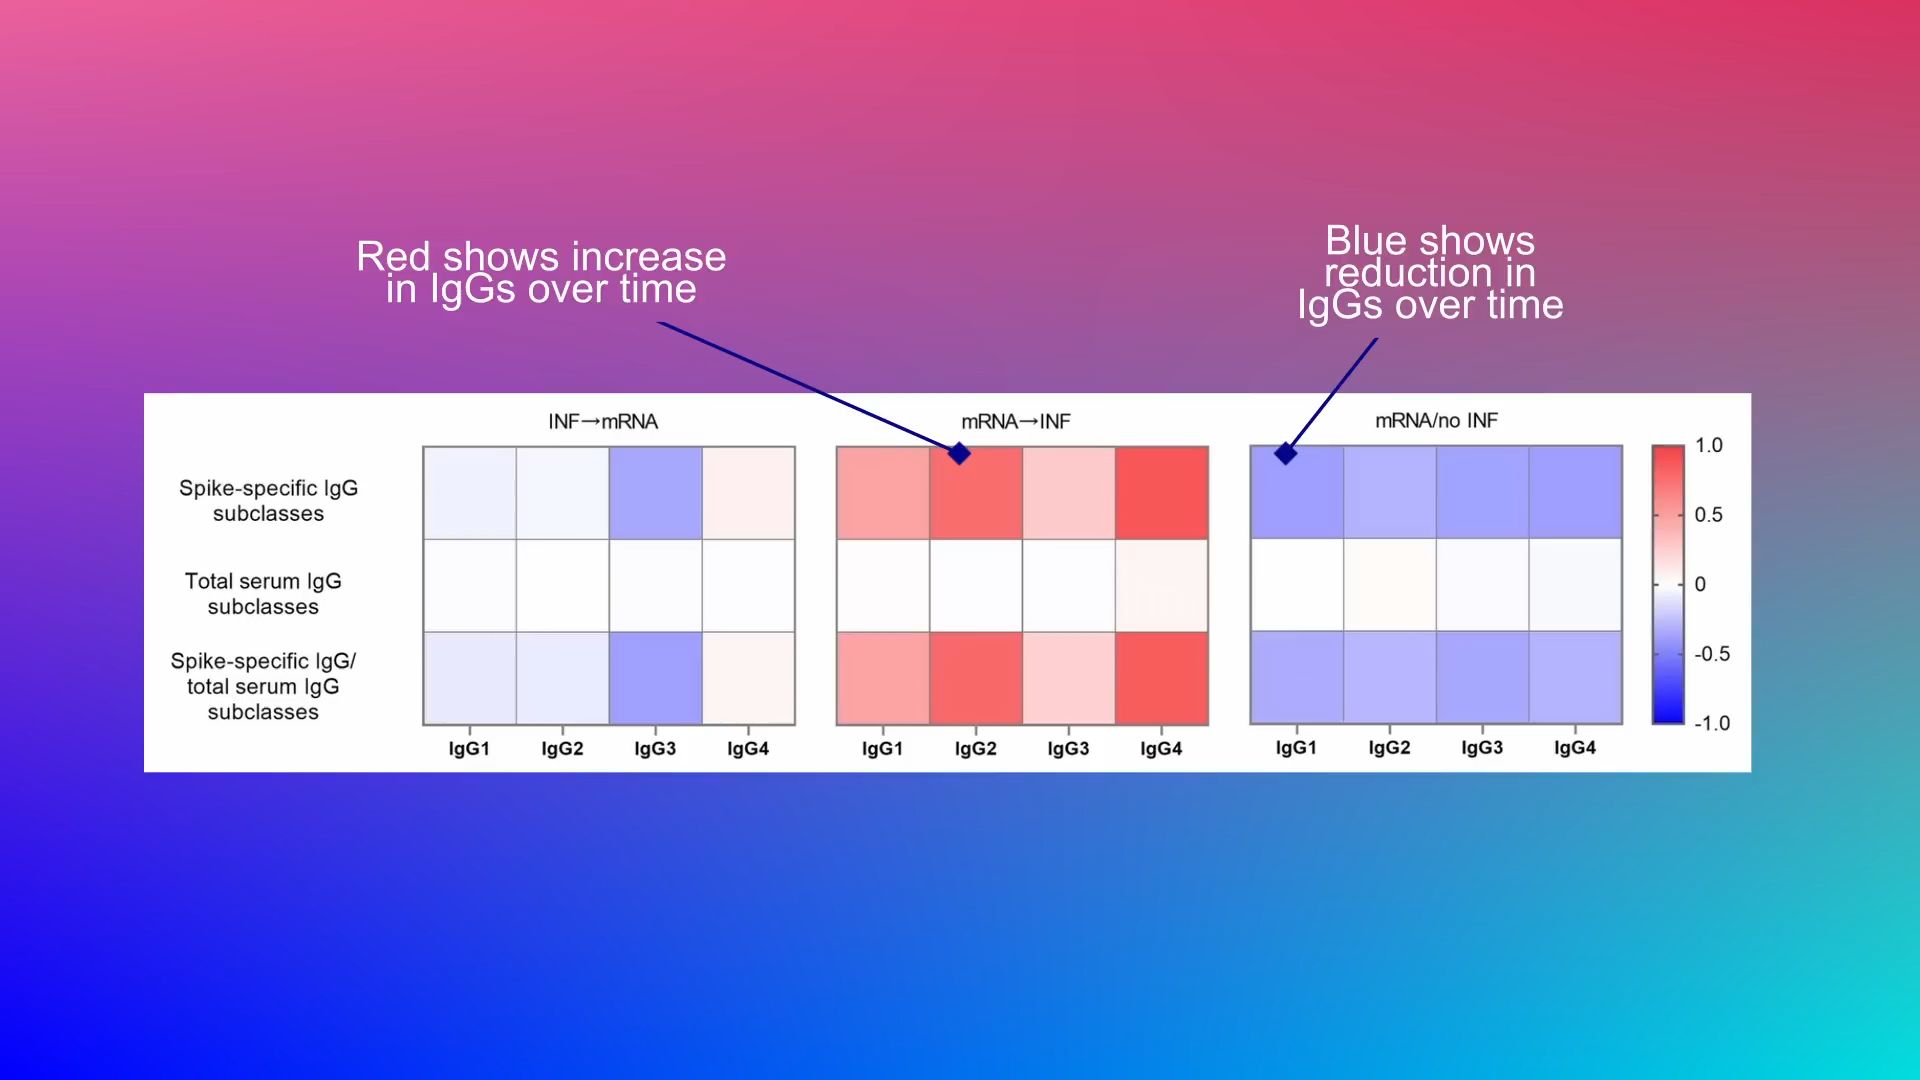 Red shows increase
in IgGs over time
Blue shows
reduction in
IgGs over time
INF→mRNA
mRNA→INF
mRNA/no INF
Spike-specific IgG
subclasses
Total serum IgG
subclasses
Spike-specific IgG/
total serum IgG
subclasses
IgG1 IgG2 IgG3 IgG4
IgG1 IgG2 IgG3 IgG4
IgG1 IgG2 IgG3 IgG4
1.0
0.5
0
-0.5
-1.0